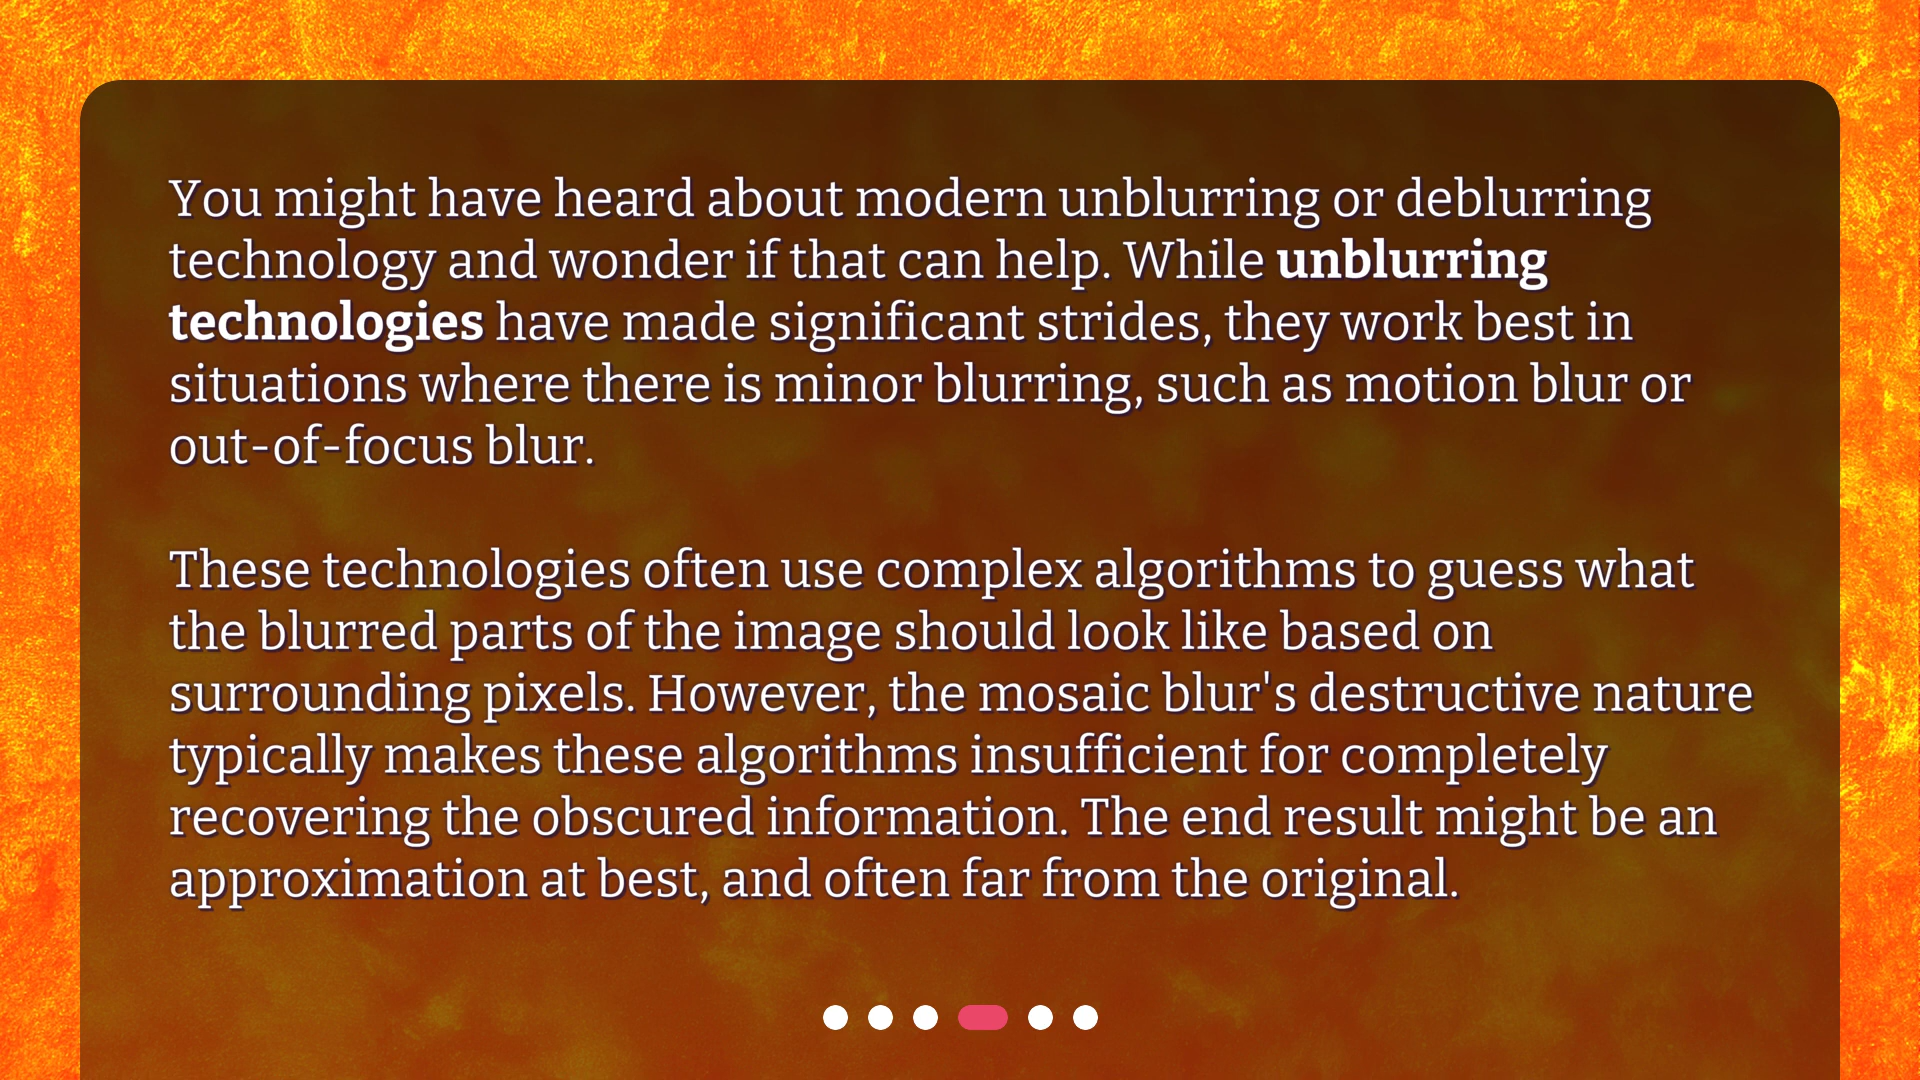 You might have heard about modern unblurring or deblurring
technology and wonder if that can help. While unblurring
technologies have made significant strides, they work best in
situations where there is minor blurring, such as motion blur or
out-of-focus blur.
These technologies often use complex algorithms to guess what
the blurred parts of the image should look like based on
surrounding pixels. However, the mosaic blur's destructive nature
typically makes these algorithms insufficient for completely
recovering the obscured information. The end result might be an
approximation at best, and often far from the original.